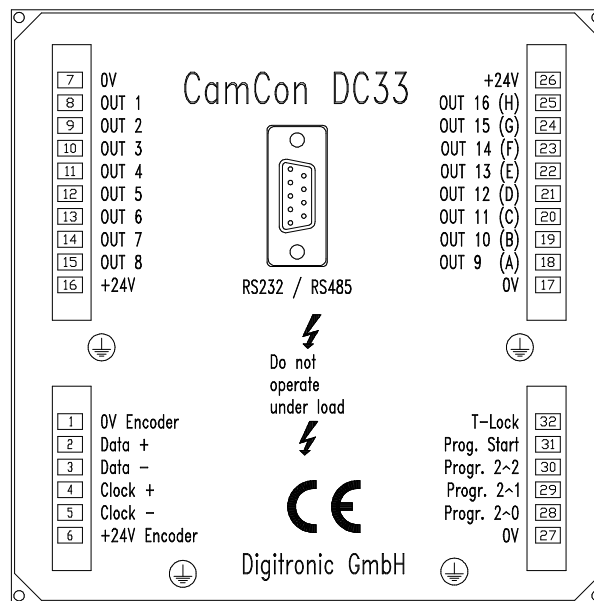 CamCon DC33
7 0V
8 OUT 1
9 OUT 2
10 OUT 3
11 OUT 4
12 OUT 5
13 OUT 6
14 OUT 7
15 OUT 8
16 +24V
+24V 26
OUT 16 (H) 25
OUT 15 (G) 24
OUT 14 (F) 23
OUT 13 (E) 22
OUT 12 (D) 21
OUT 11 (C) 20
OUT 10 (B) 19
OUT 9 (A) 18
0V 17
RS232 / RS485
Do not
operate
under load
1 0V Encoder
2 Data +
3 Data -
4 Clock +
5 Clock -
6 +24V Encoder
T-Lock 32
Prog. Start 31
Progr. 2^2 30
Progr. 2^1 29
Progr. 2^0 28
0V 27
CE
Digitronic GmbH